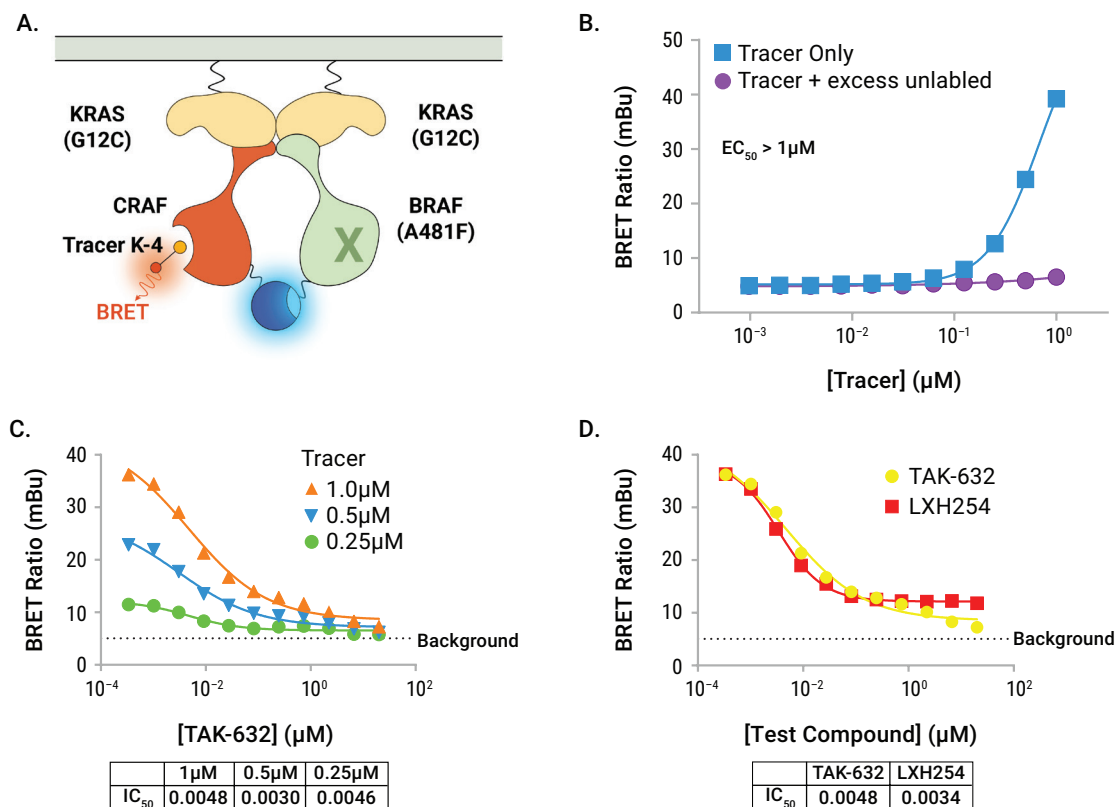 A.
KRAS
(G12C)
KRAS
(G12C)
CRAF
BRAF
(A481F)
X
Tracer K-4
BRET
B.
BRET Ratio (mBu)
50
40
30
20
10
0
Tracer Only
Tracer + excess unlabled
EC50 > 1µM
10⁻³
10⁻²
10⁻¹
10⁰
[Tracer] (µM)
C.
BRET Ratio (mBu)
40
30
20
10
0
Tracer
1.0µM
0.5µM
0.25µM
Background
10⁻⁴
10⁻²
10⁰
10²
[TAK-632] (µM)
1µM 0.5µM 0.25µM
IC50 0.0048 0.0030 0.0046
D.
BRET Ratio (mBu)
40
30
20
10
0
TAK-632
LXH254
Background
10⁻⁴
10⁻²
10⁰
10²
[Test Compound] (µM)
TAK-632 LXH254
IC50 0.0048 0.0034